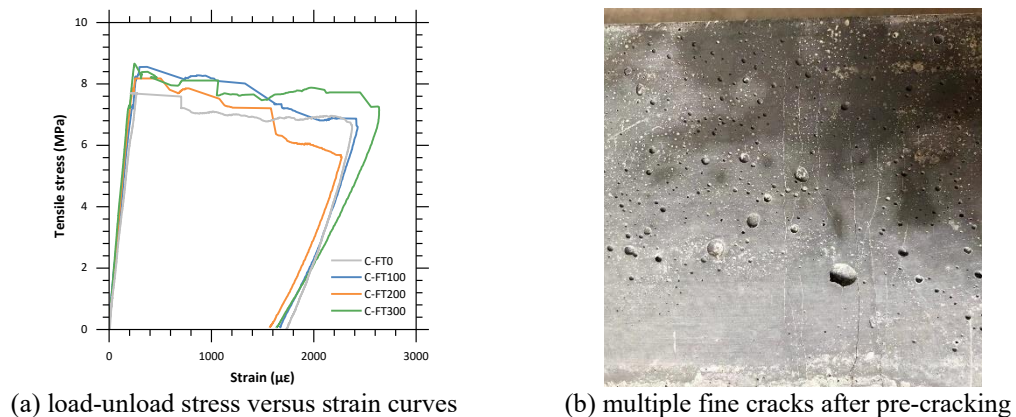 10
8
6
4
2
0
Tensile stress (MPa)
C-FT0
C-FT100
C-FT200
C-FT300
0 1000 2000 3000
Strain (με)
(a) load-unload stress versus strain curves (b) multiple fine cracks after pre-cracking